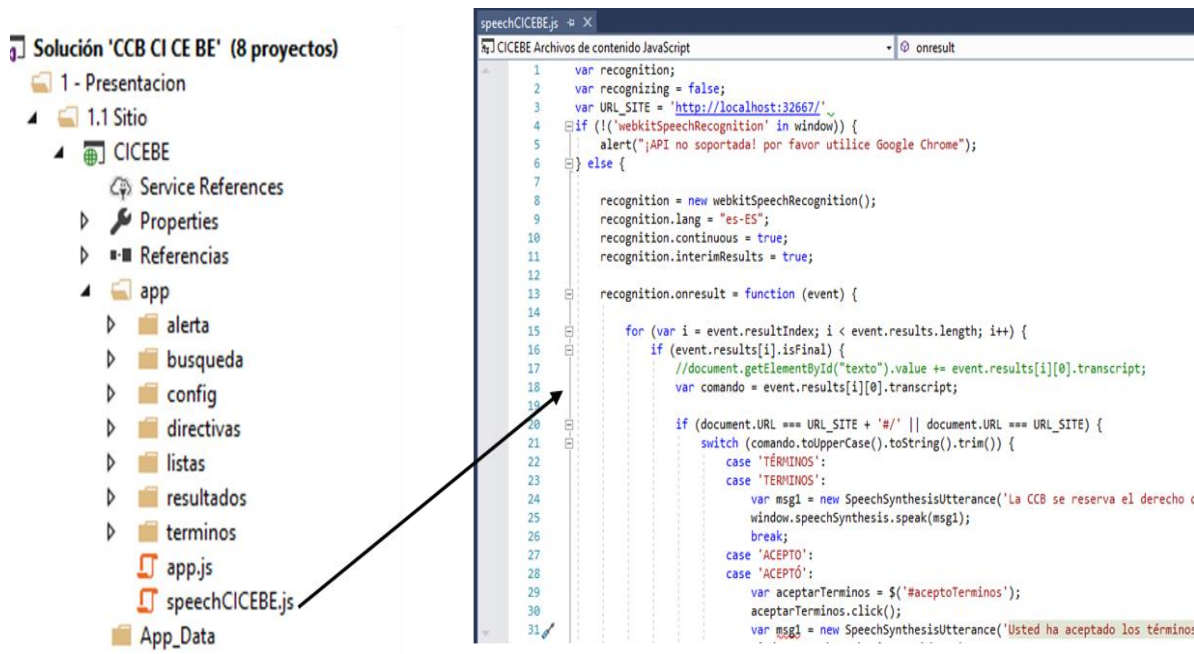 Solución 'CCB CI CE BE' (8 proyectos)
1 - Presentacion
1.1 Sitio
CICEBE
Service References
Properties
Referencias
app
alerta
busqueda
config
directivas
listas
resultados
terminos
app.js
speechCICEBE.js
App_Data
speechCICEBE.js
CICEBE Archivos de contenido JavaScript onresult
1 var recognition;
2 var recognizing = false;
3 var URL_SITE = 'http://localhost:32667/'
4 if (!('webkitSpeechRecognition' in window)) {
5 alert("¡API no soportada! por favor utilice Google Chrome");
6 } else {
7
8 recognition = new webkitSpeechRecognition();
9 recognition.lang = "es-ES";
10 recognition.continuous = true;
11 recognition.interimResults = true;
12
13 recognition.onresult = function (event) {
14
15 for (var i = event.resultIndex; i < event.results.length; i++) {
16 if (event.results[i].isFinal) {
17 //document.getElementById("texto").value += event.results[i][0].transcript;
18 var comando = event.results[i][0].transcript;
19
20 if (document.URL === URL_SITE + '#/' || document.URL === URL_SITE) {
21 switch (comando.toUpperCase().toString().trim()) {
22 case 'TÉRMINOS':
23 case 'TERMINOS':
24 var msg1 = new SpeechSynthesisUtterance('La CCB se reserva el derecho
25 window.speechSynthesis.speak(msg1);
26 break;
27 case 'ACEPTO':
28 case 'ACEPTÓ':
29 var aceptarTerminos = $('#aceptoTerminos');
30 aceptarTerminos.click();
31 var msg1 = new SpeechSynthesisUtterance('Usted ha aceptado los términos